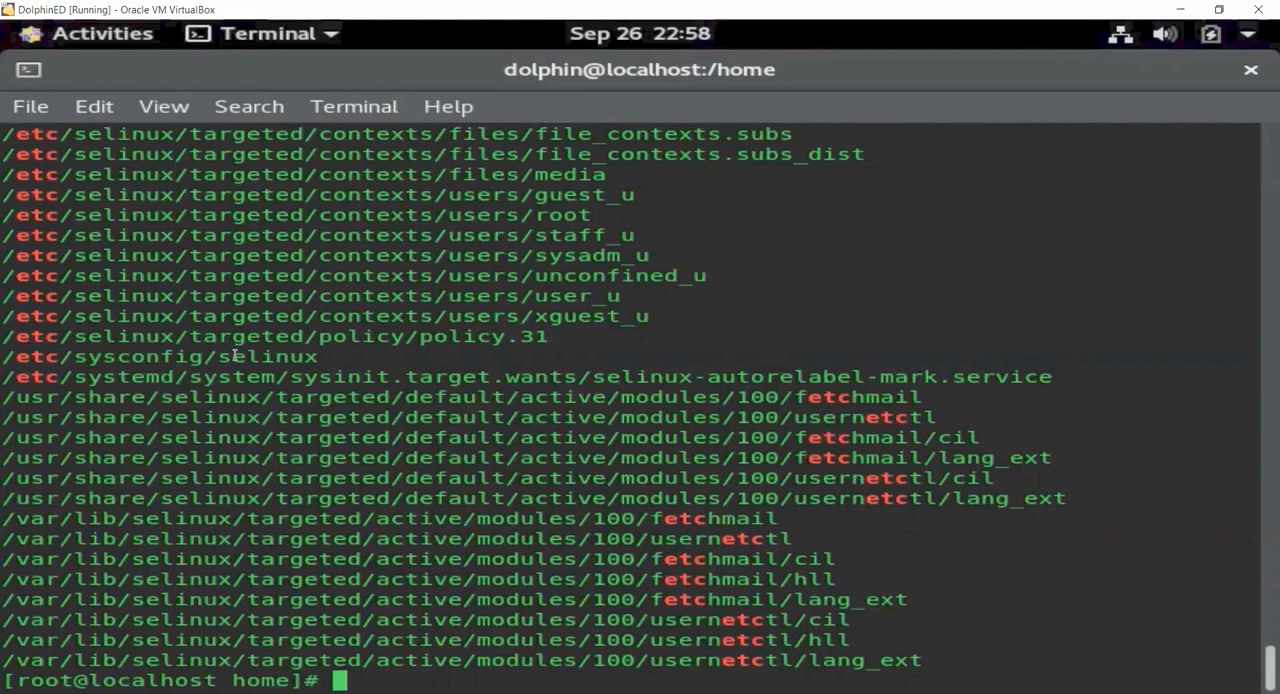 DolphinED [Running] - Oracle VM VirtualBox
Activities Terminal Sep 26 22:58
dolphin@localhost:/home
File Edit View Search Terminal Help
/etc/selinux/targeted/contexts/files/file_contexts.subs
/etc/selinux/targeted/contexts/files/file_contexts.subs_dist
/etc/selinux/targeted/contexts/files/media
/etc/selinux/targeted/contexts/users/guest_u
/etc/selinux/targeted/contexts/users/root
/etc/selinux/targeted/contexts/users/staff_u
/etc/selinux/targeted/contexts/users/sysadm_u
/etc/selinux/targeted/contexts/users/unconfined_u
/etc/selinux/targeted/contexts/users/user_u
/etc/selinux/targeted/contexts/users/xguest_u
/etc/selinux/targeted/policy/policy.31
/etc/sysconfig/selinux
/etc/systemd/system/sysinit.target.wants/selinux-autorelabel-mark.service
/usr/share/selinux/targeted/default/active/modules/100/fetchmail
/usr/share/selinux/targeted/default/active/modules/100/usernetctl
/usr/share/selinux/targeted/default/active/modules/100/fetchmail/cil
/usr/share/selinux/targeted/default/active/modules/100/fetchmail/lang_ext
/usr/share/selinux/targeted/default/active/modules/100/usernetctl/cil
/usr/share/selinux/targeted/default/active/modules/100/usernetctl/lang_ext
/var/lib/selinux/targeted/active/modules/100/fetchmail
/var/lib/selinux/targeted/active/modules/100/usernetctl
/var/lib/selinux/targeted/active/modules/100/fetchmail/cil
/var/lib/selinux/targeted/active/modules/100/fetchmail/hll
/var/lib/selinux/targeted/active/modules/100/fetchmail/lang_ext
/var/lib/selinux/targeted/active/modules/100/usernetctl/cil
/var/lib/selinux/targeted/active/modules/100/usernetctl/hll
/var/lib/selinux/targeted/active/modules/100/usernetctl/lang_ext
[root@localhost home]#